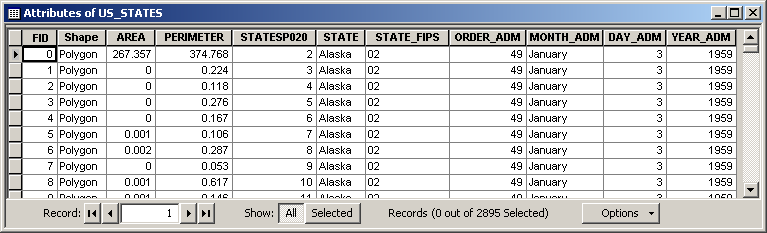 Attributes of US_STATES
FID Shape AREA PERIMETER STATESP020 STATE STATE_FIPS ORDER_ADM MONTH_ADM DAY_ADM YEAR_ADM
0 Polygon 267.357 374.768 2 Alaska 02 49 January 3 1959
1 Polygon 0 0.224 3 Alaska 02 49 January 3 1959
2 Polygon 0 0.118 4 Alaska 02 49 January 3 1959
3 Polygon 0 0.276 5 Alaska 02 49 January 3 1959
4 Polygon 0 0.167 6 Alaska 02 49 January 3 1959
5 Polygon 0.001 0.106 7 Alaska 02 49 January 3 1959
6 Polygon 0.002 0.287 8 Alaska 02 49 January 3 1959
7 Polygon 0 0.053 9 Alaska 02 49 January 3 1959
8 Polygon 0.001 0.617 10 Alaska 02 49 January 3 1959
9 Polygon 0.001 0.146 11 Alaska 02 49 January 3 1959
Record: 1 Show: All Selected Records (0 out of 2895 Selected) Options